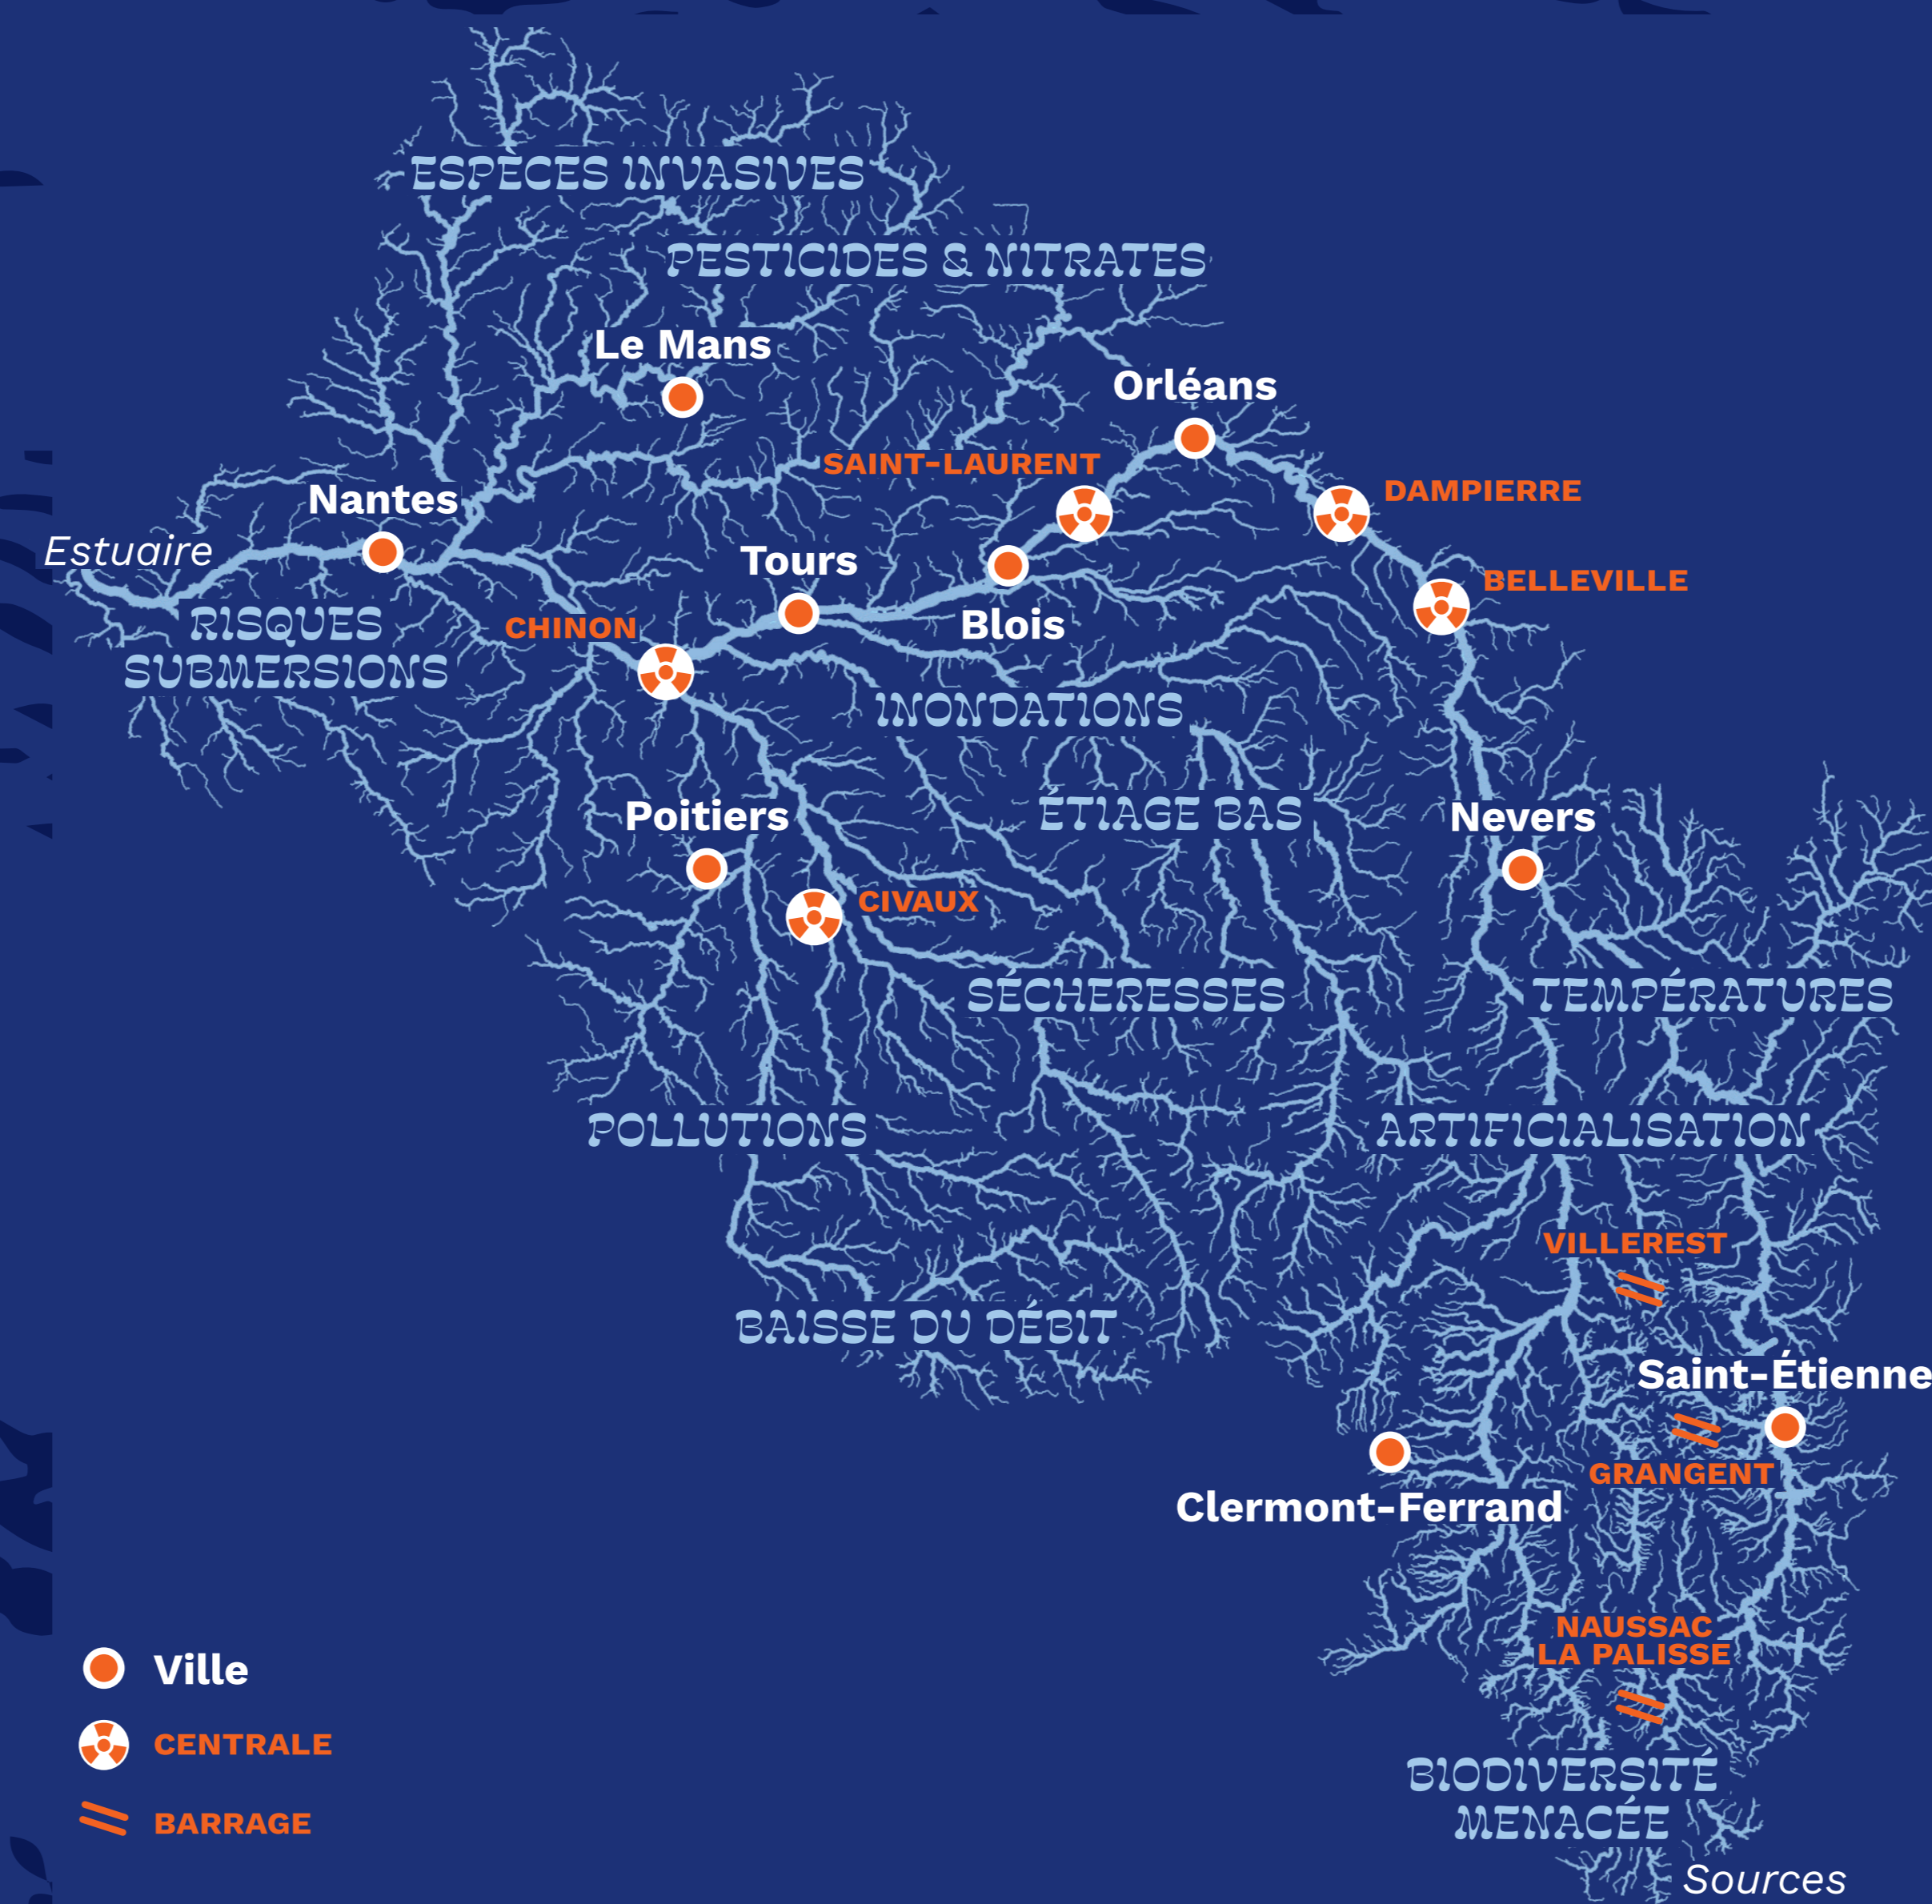 ESPÈCES INVASIVES
PESTICIDES & NITRATES
Le Mans
Orléans
SAINT-LAURENT
DAMPIERRE
Nantes
Estuaire
Tours
BELLEVILLE
RISQUES
SUBMERSIONS
CHINON
Blois
INONDATIONS
ÉTIAGE BAS
Poitiers
Nevers
CIVAUX
SÉCHERESSES
TEMPÉRATURES
POLLUTIONS
ARTIFICIALISATION
VILLEREST
BAISSE DU DÉBIT
Saint-Étienne
GRANGENT
Clermont-Ferrand
NAUSSAC
LA PALISSE
Ville
CENTRALE
BARRAGE
BIODIVERSITÉ
MENACÉE
Sources